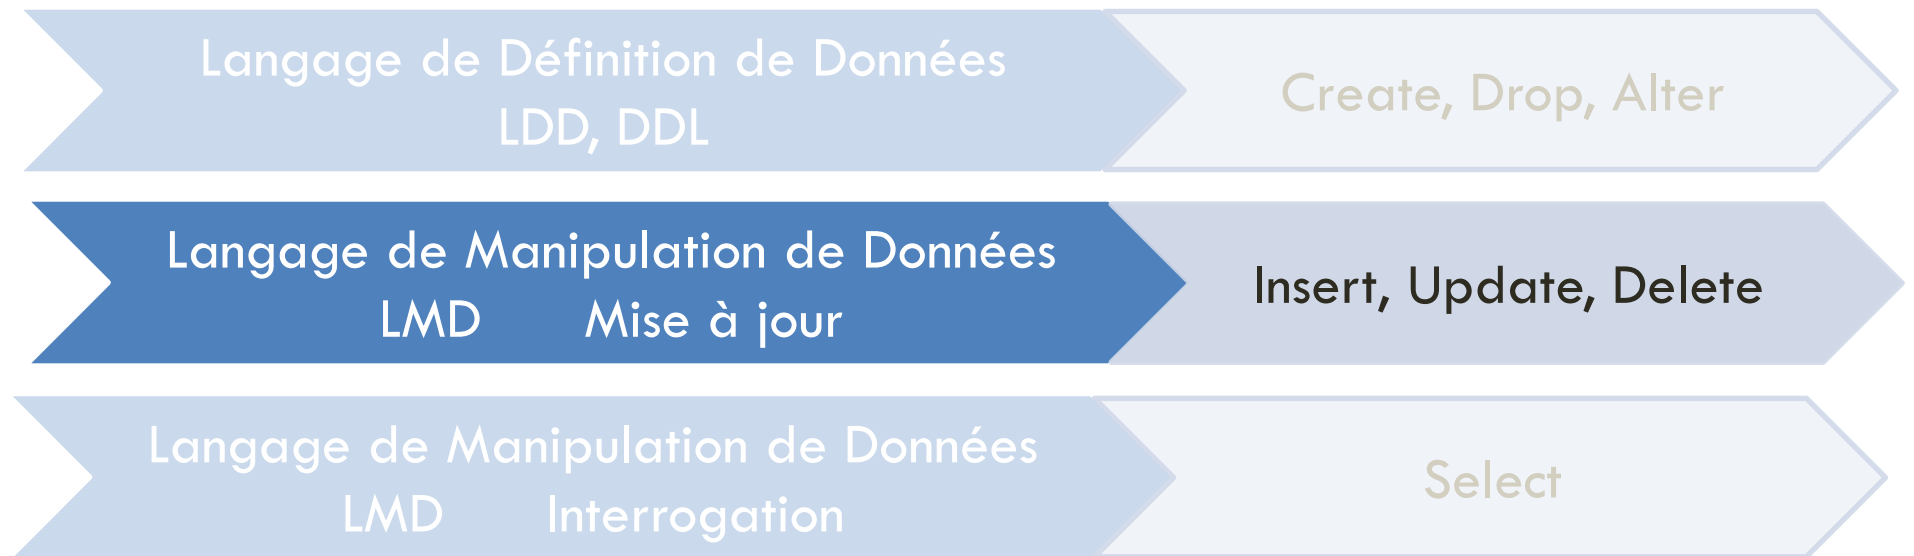 Langage de Définition de Données
LDD, DDL
Create, Drop, Alter
Langage de Manipulation de Données
LMD Mise à jour
Insert, Update, Delete
Langage de Manipulation de Données
LMD Interrogation
Select